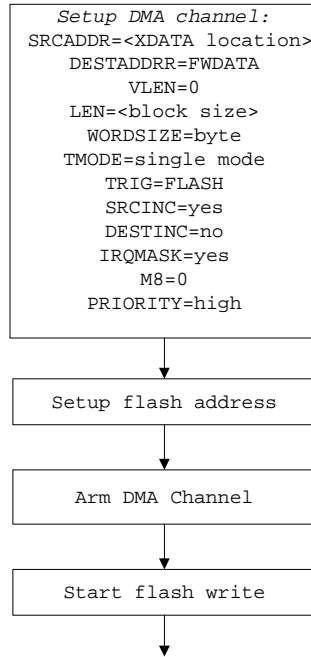 Setup DMA channel:
SRCADDR=<XDATA location>
DESTADDRR=FWDATA
VLEN=0
LEN=<block size>
WORDSIZE=byte
TMODE=single mode
TRIG=FLASH
SRCINC=yes
DESTINC=no
IRQMASK=yes
M8=0
PRIORITY=high
Setup flash address
Arm DMA Channel
Start flash write